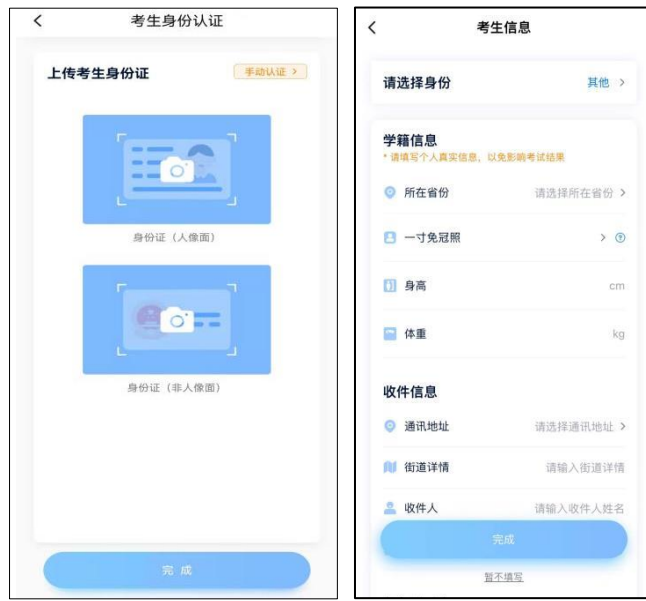 考生身份认证
上传考生身份证
手动认证 >
身份证（人像面）
身份证（非人像面）
完 成
考生信息
请选择身份 其他 >
学籍信息
* 请填写个人真实信息，以免影响考试结果
所在省份 请选择所在省份 >
一寸免冠照 >
身高 cm
体重 kg
收件信息
通讯地址 请选择通讯地址 >
街道详情 请输入街道详情
收件人 请输入收件人姓名
完成
暂不填写